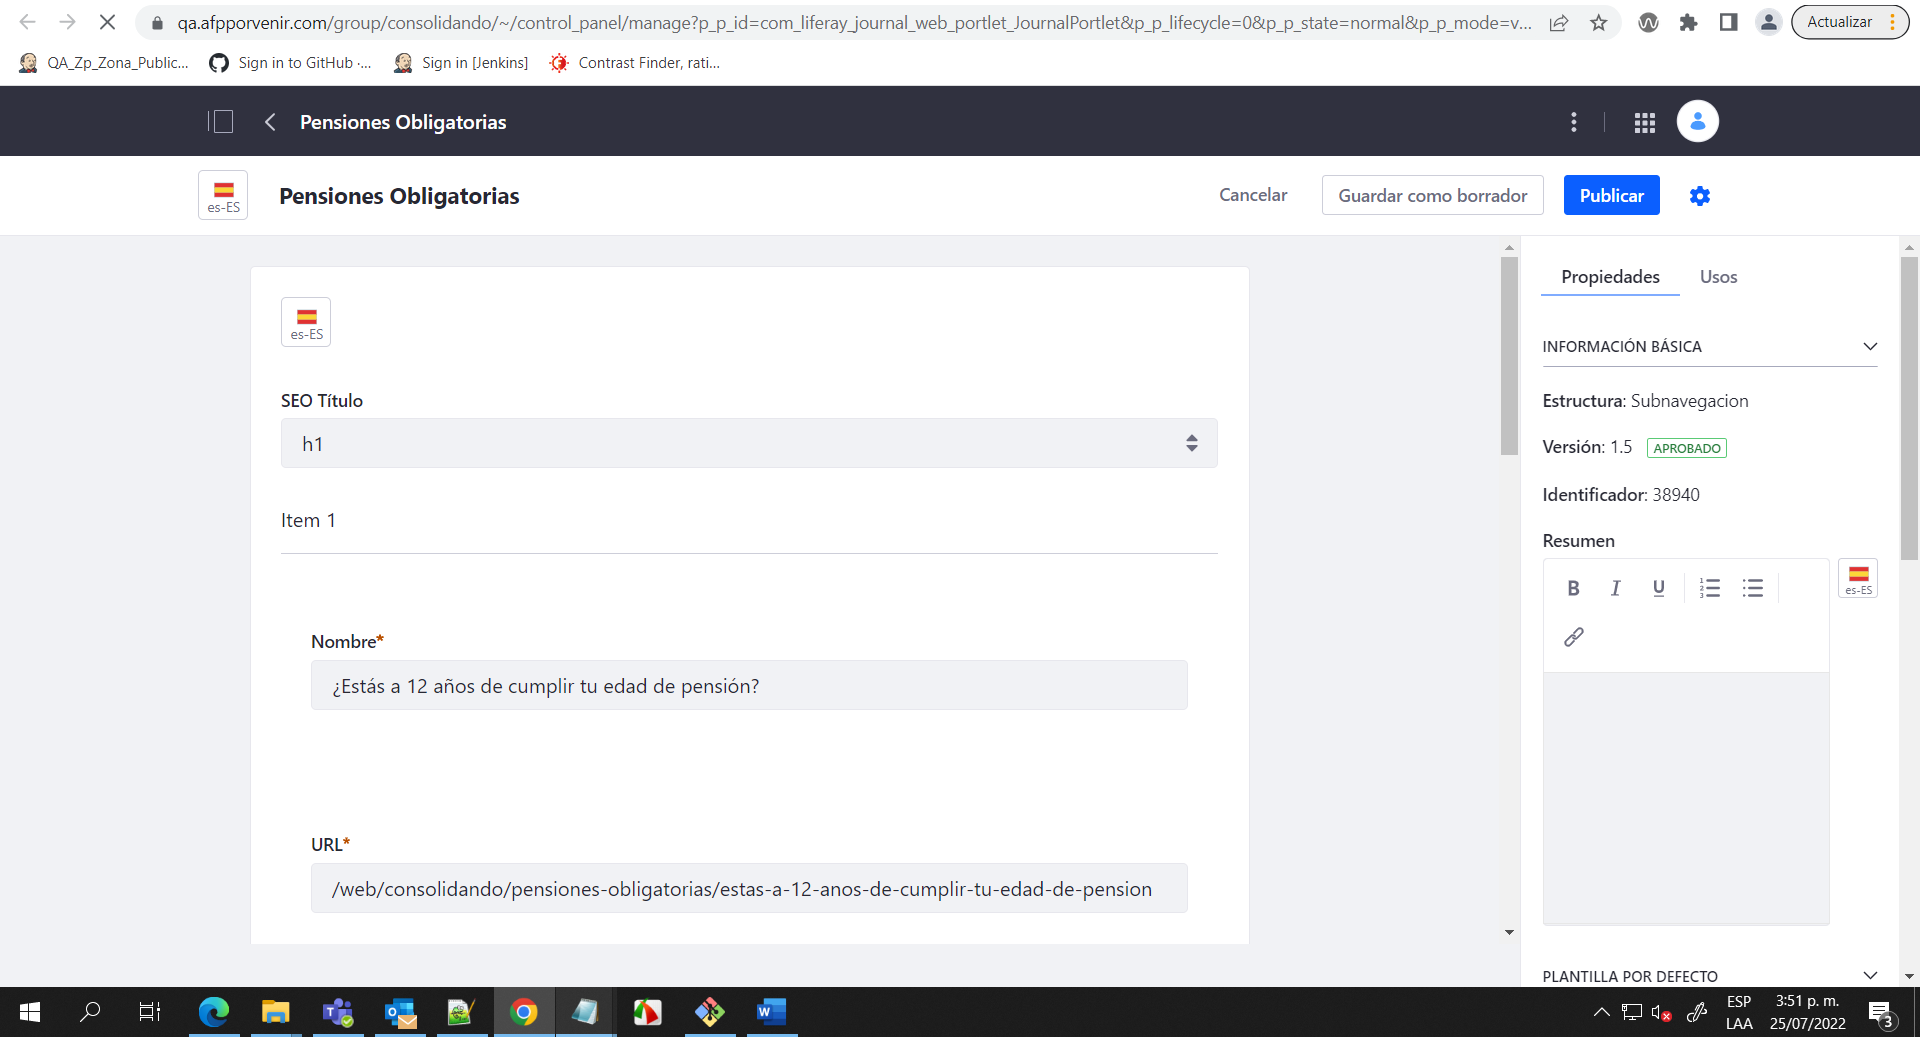 qa.afpporvenir.com/group/consolidando/~/control_panel/manage?p_p_id=com_liferay_journal_web_portlet_JournalPortlet&p_p_lifecycle=0&p_p_state=normal&p_p_mode=v...
Actualizar
QA_Zp_Zona_Public...
Sign in to GitHub ·...
Sign in [Jenkins]
Contrast Finder, rati...
Pensiones Obligatorias
es-ES
Pensiones Obligatorias
Cancelar
Guardar como borrador
Publicar
es-ES
SEO Título
h1
Item 1
Nombre*
¿Estás a 12 años de cumplir tu edad de pensión?
URL*
/web/consolidando/pensiones-obligatorias/estas-a-12-anos-de-cumplir-tu-edad-de-pension
Propiedades
Usos
INFORMACIÓN BÁSICA
Estructura: Subnavegacion
Versión: 1.5 APROBADO
Identificador: 38940
Resumen
B I U
es-ES
PLANTILLA POR DEFECTO
ESP
LAA
3:51 p. m.
25/07/2022
3